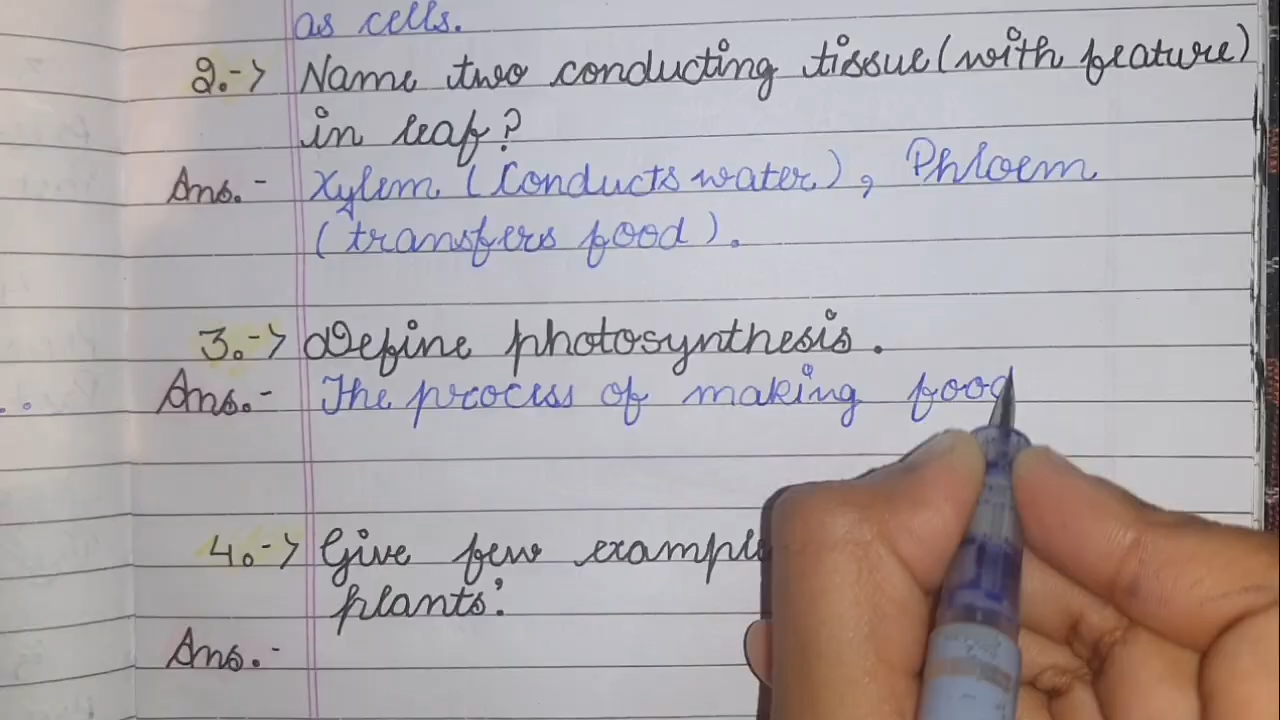 as cells.
2.-> Name two conducting tissue (with feature)
in leaf?
Ans.- Xylem (Conducts water), Phloem
(transfers food).
3.-> Define photosynthesis.
Ans.- The process of making food
4.-> Give few
plants.
Ans.-